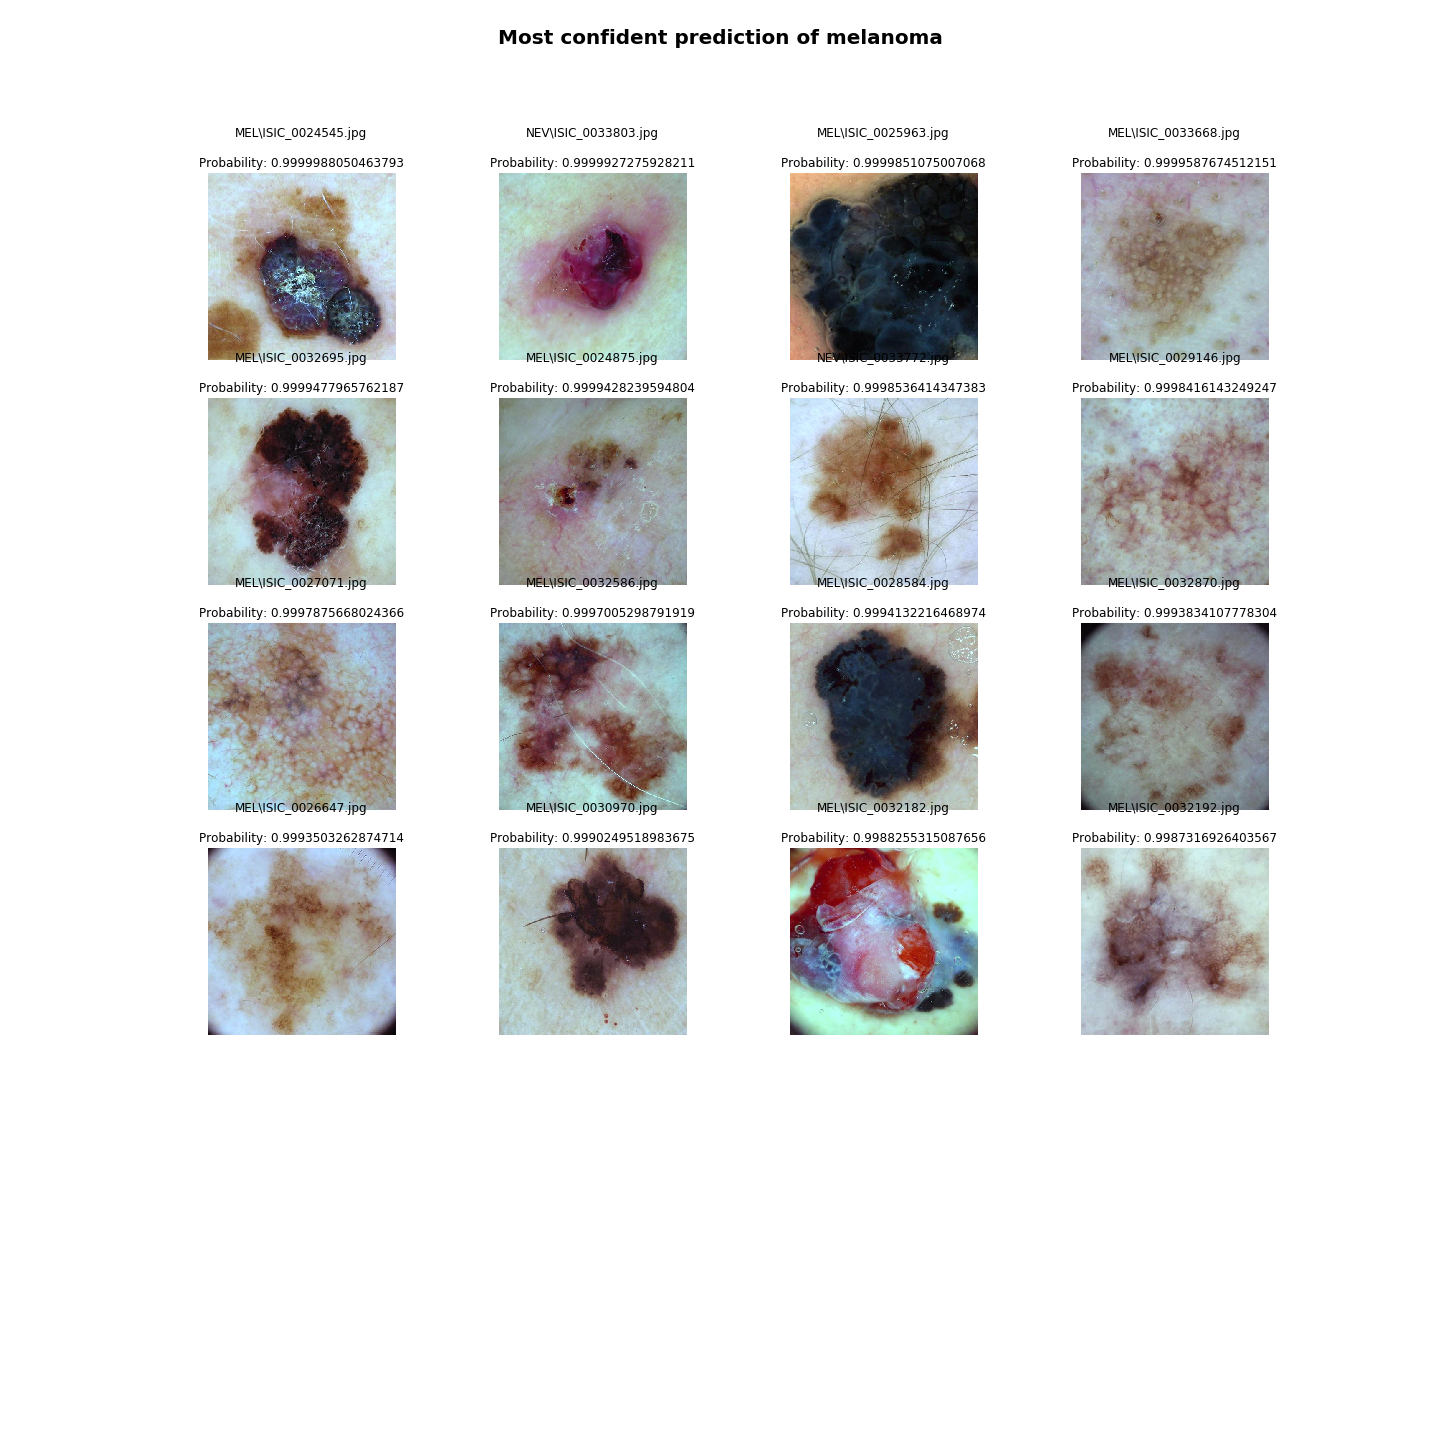 Most confident prediction of melanoma
MEL\ISIC_0024545.jpg
Probability: 0.9999988050463793
NEV\ISIC_0033803.jpg
Probability: 0.9999927275928211
MEL\ISIC_0025963.jpg
Probability: 0.9999851075007068
MEL\ISIC_0033668.jpg
Probability: 0.9999587674512151
MEL\ISIC_0032695.jpg
Probability: 0.9999477965762187
MEL\ISIC_0024875.jpg
Probability: 0.9999428239594804
NEV\ISIC_0033772.jpg
Probability: 0.9998536414347383
MEL\ISIC_0029146.jpg
Probability: 0.9998416143249247
MEL\ISIC_0027071.jpg
Probability: 0.9997875668024366
MEL\ISIC_0032586.jpg
Probability: 0.9997005298791919
MEL\ISIC_0028584.jpg
Probability: 0.9994132216468974
MEL\ISIC_0032870.jpg
Probability: 0.9993834107778304
MEL\ISIC_0026647.jpg
Probability: 0.9993503262874714
MEL\ISIC_0030970.jpg
Probability: 0.9990249518983675
MEL\ISIC_0032182.jpg
Probability: 0.9988255315087656
MEL\ISIC_0032192.jpg
Probability: 0.9987316926403567